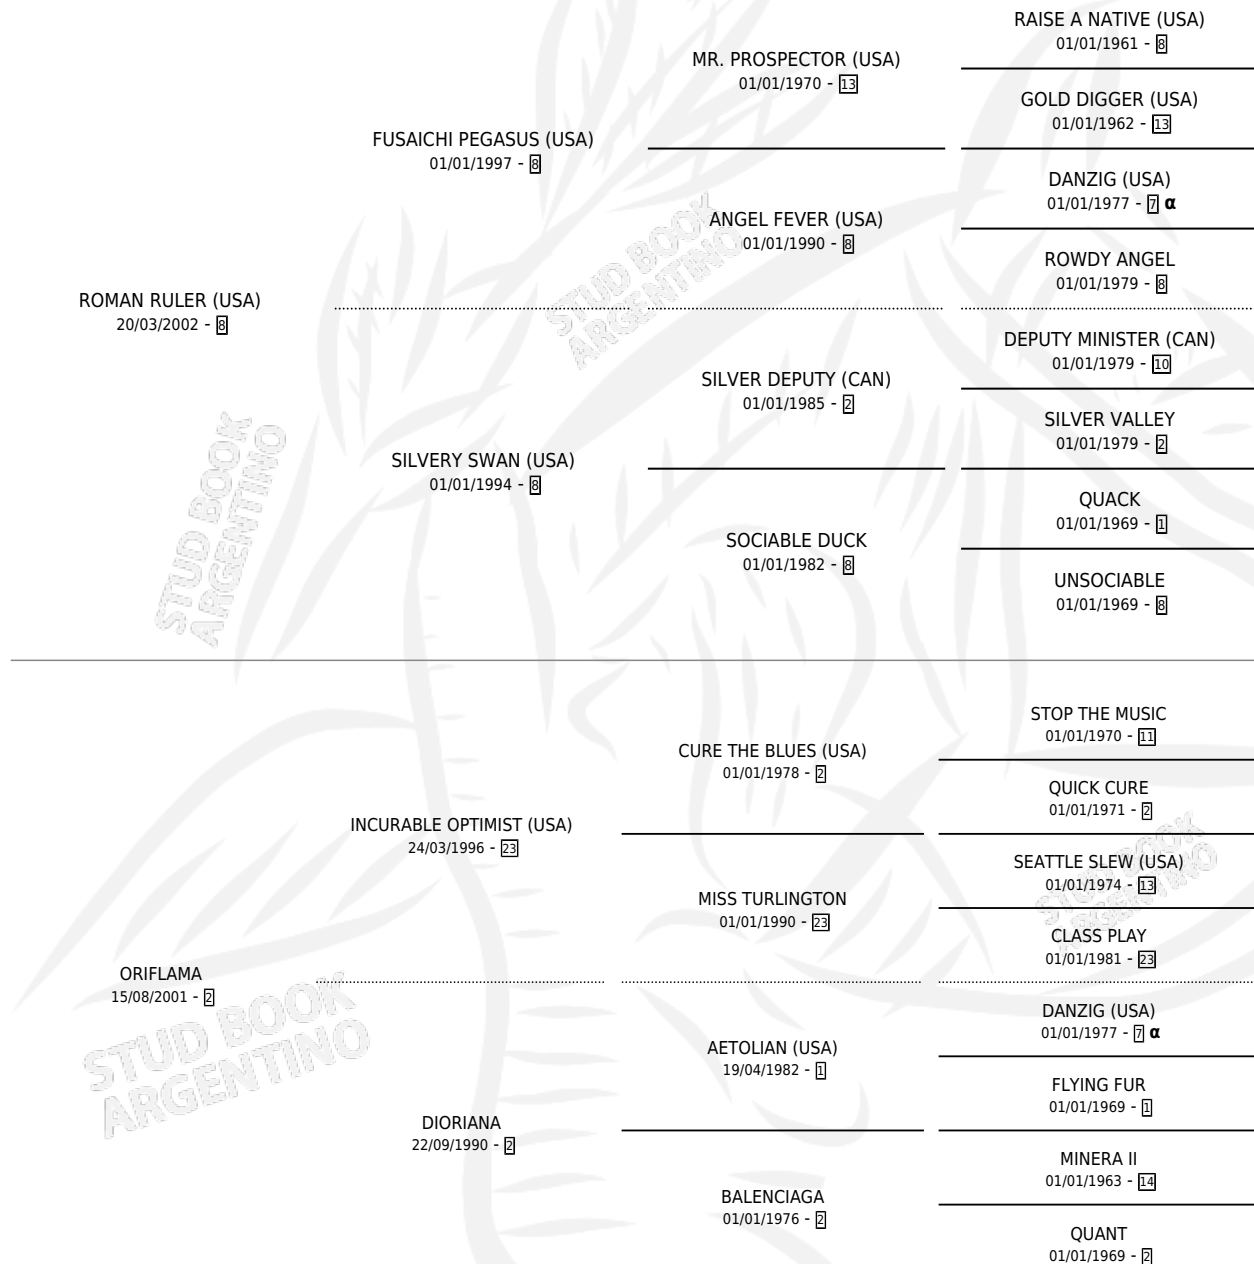 RAISE A NATIVE (USA)
01/01/1961 - 8
MR. PROSPECTOR (USA)
01/01/1970 - 13
GOLD DIGGER (USA)
01/01/1962 - 13
FUSAICHI PEGASUS (USA)
01/01/1997 - 8
DANZIG (USA)
01/01/1977 - 7 α
ANGEL FEVER (USA)
01/01/1990 - 8
ROWDY ANGEL
01/01/1979 - 8
ROMAN RULER (USA)
20/03/2002 - 8
DEPUTY MINISTER (CAN)
01/01/1979 - 10
SILVER DEPUTY (CAN)
01/01/1985 - 2
SILVER VALLEY
01/01/1979 - 2
SILVERY SWAN (USA)
01/01/1994 - 8
QUACK
01/01/1969 - 1
SOCIABLE DUCK
01/01/1982 - 8
UNSOCIABLE
01/01/1969 - 8
STUD BOOK
ARGENTINO
STUD BOOK
ARGENTINO
STOP THE MUSIC
01/01/1970 - 11
CURE THE BLUES (USA)
01/01/1978 - 2
QUICK CURE
01/01/1971 - 2
INCURABLE OPTIMIST (USA)
24/03/1996 - 23
SEATTLE SLEW (USA)
01/01/1974 - 13
MISS TURLINGTON
01/01/1990 - 23
CLASS PLAY
01/01/1981 - 23
STUD BOOK
ARGENTINO
ORIFLAMA
15/08/2001 - 2
DANZIG (USA)
01/01/1977 - 7 α
AETOLIAN (USA)
19/04/1982 - 1
FLYING FUR
01/01/1969 - 1
DIORIANA
22/09/1990 - 2
MINERA II
01/01/1963 - 14
BALENCIAGA
01/01/1976 - 2
QUANT
01/01/1969 - 2
STUD BOOK
ARGENTINO